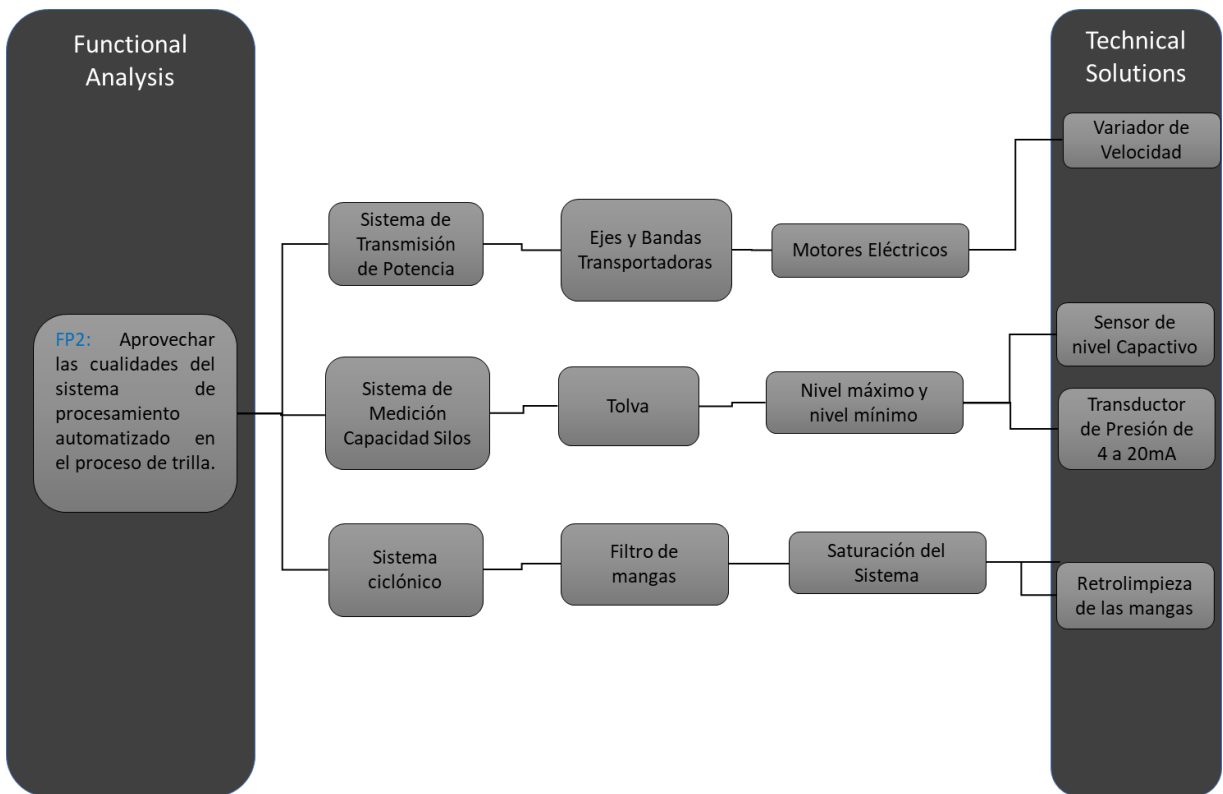 Functional
Analysis
Technical
Solutions
Variador de
Velocidad
Sistema de
Transmisión
de Potencia
Ejes y Bandas
Transportadoras
Motores Eléctricos
FP2: Aprovechar
las cualidades del
sistema de
procesamiento
automatizado en
el proceso de trilla.
Sistema de
Medición
Capacidad Silos
Tolva
Nivel máximo y
nivel mínimo
Sensor de
nivel Capactivo
Transductor
de Presión de
4 a 20mA
Sistema
ciclónico
Filtro de
mangas
Saturación del
Sistema
Retrolimpieza
de las mangas